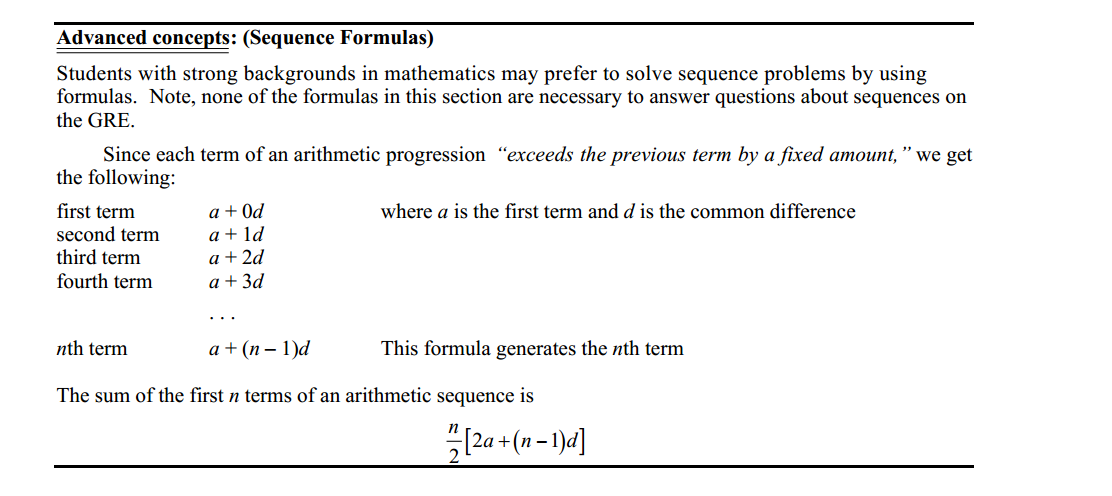 Advanced concepts: (Sequence Formulas)
Students with strong backgrounds in mathematics may prefer to solve sequence problems by using
formulas. Note, none of the formulas in this section are necessary to answer questions about sequences on
the GRE.
Since each term of an arithmetic progression “exceeds the previous term by a fixed amount,” we get
the following:
first term a + 0d where a is the first term and d is the common difference
second term a + 1d
third term a + 2d
fourth term a + 3d
. . .
nth term a + (n – 1)d This formula generates the nth term
The sum of the first n terms of an arithmetic sequence is
n/2[2a+(n–1)d]